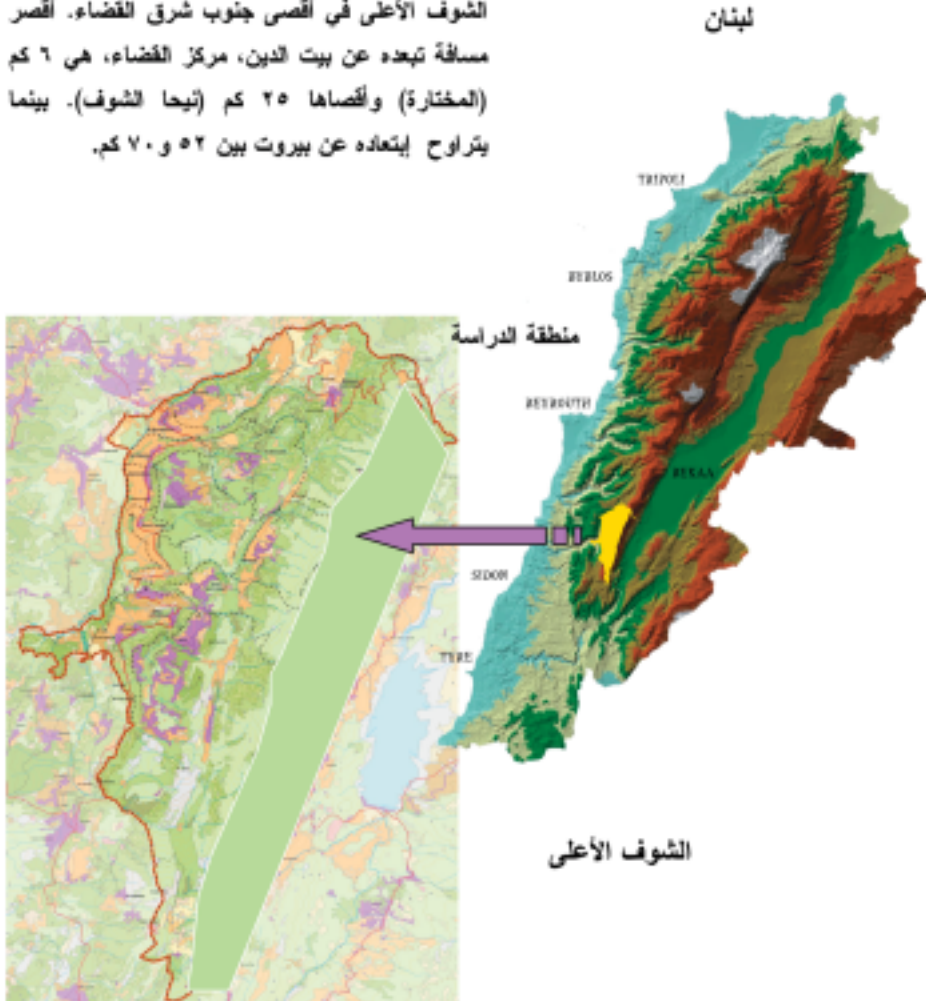 الشوف الأعلى في أقصى جنوب شرق القضاء. أقصر
مسافة تبعده عن بيت الدين، مركز القضاء، هي ٦ كم
(المختارة) وأقصاها ٢٥ كم (نيحا الشوف). بينما
يتراوح إبتعاده عن بيروت بين ٥٢ و٧٠ كم.
لبنان
TRIPOLI
BYBLOS
منطقة الدراسة
BEYROUTH
BEKAA
SIDON
TYRE
الشوف الأعلى